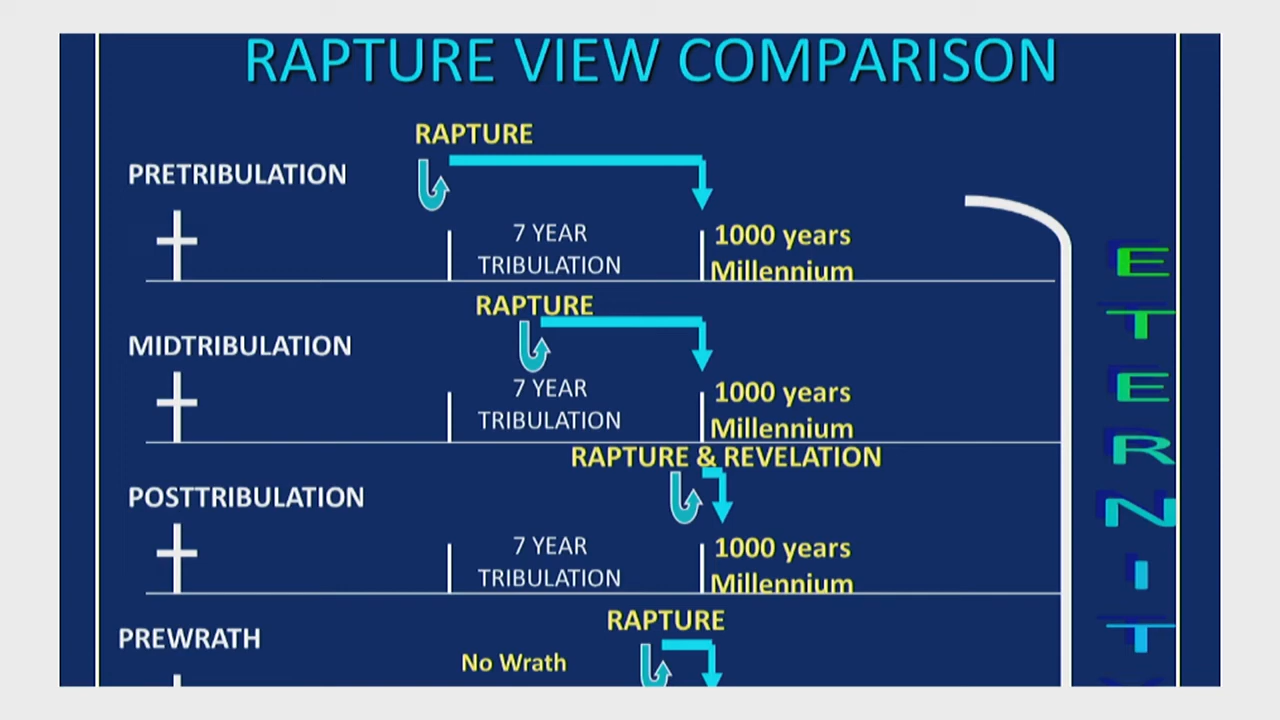 RAPTURE VIEW COMPARISON
RAPTURE
PRETRIBULATION
7 YEAR
TRIBULATION
1000 years
Millennium
RAPTURE
MIDTRIBULATION
7 YEAR
TRIBULATION
1000 years
Millennium
RAPTURE & REVELATION
POSTTRIBULATION
7 YEAR
TRIBULATION
1000 years
Millennium
RAPTURE
PREWRATH
No Wrath
ETERNITY